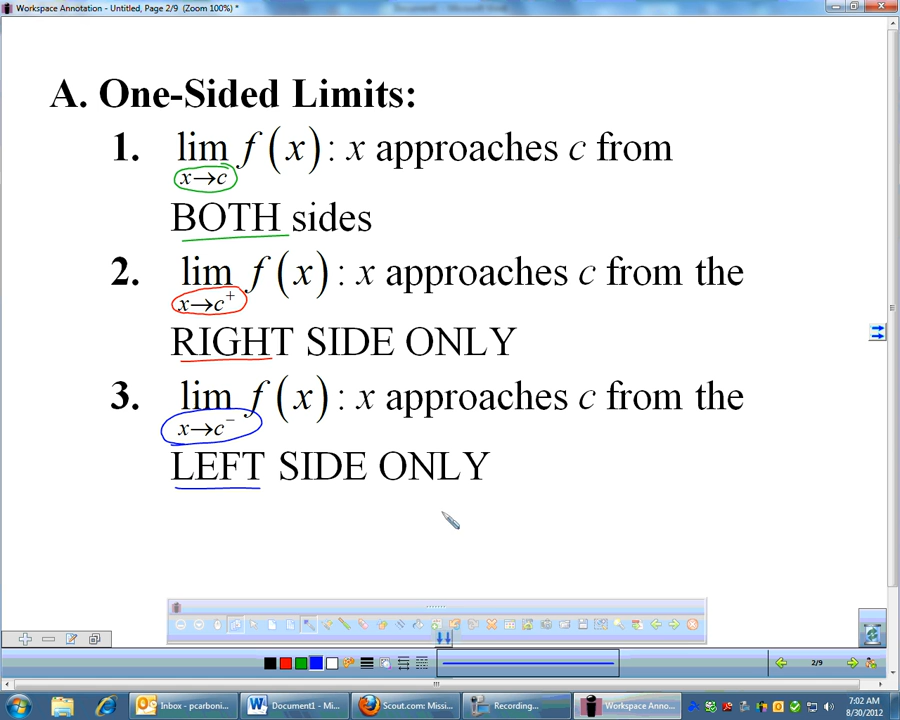 Workspace Annotation - Untitled, Page 2/9 (Zoom 100%) *
A. One-Sided Limits:
1. lim f(x) : x approaches c from
x→c
BOTH sides
2. lim f(x) : x approaches c from the
x→c⁺
RIGHT SIDE ONLY
3. lim f(x) : x approaches c from the
x→c⁻
LEFT SIDE ONLY
2/9
Inbox - pcarboni...
Document1 - Mi...
Scout.com: Missi...
Recording...
Workspace Anno...
7:02 AM
8/30/2012